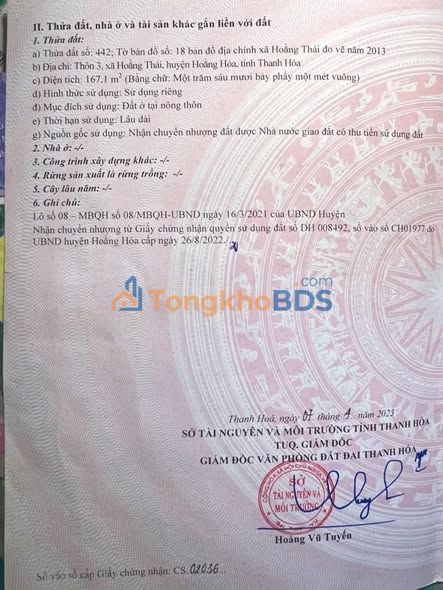 II. Thửa đất, nhà ở và tài sản khác gắn liền với đất
1. Thửa đất:
a) Thửa đất số: 442; Tờ bản đồ số: 18 bản đồ địa chính xã Hoằng Thái đo vẽ năm 2013
b) Địa chỉ: Thôn 3, xã Hoằng Thái, huyện Hoằng Hóa, tỉnh Thanh Hóa
c) Diện tích: 167,1 m² (Bằng chữ: Một trăm sáu mươi bảy phẩy một mét vuông)
d) Hình thức sử dụng: Sử dụng riêng
đ) Mục đích sử dụng: Đất ở tại nông thôn
e) Thời hạn sử dụng: Lâu dài
g) Nguồn gốc sử dụng: Nhận chuyển nhượng đất được Nhà nước giao đất có thu tiền sử dụng đất
2. Nhà ở: -/-
3. Công trình xây dựng khác: -/-
4. Rừng sản xuất là rừng trồng: -/-
5. Cây lâu năm: -/-
6. Ghi chú:
Lô số 08 – MBQH số 08/MBQH-UBND ngày 16/3/2021 của UBND Huyện
Nhận chuyển nhượng từ Giấy chứng nhận quyền sử dụng đất số DH 008492, số vào sổ CH01977 do
UBND huyện Hoằng Hóa cấp ngày 26/8/2022./.
TongkhoBDS
.com
Thanh Hoá, ngày 07 tháng 4 năm 2023
SỞ TÀI NGUYÊN VÀ MÔI TRƯỜNG TỈNH THANH HÓA
TUQ. GIÁM ĐỐC
GIÁM ĐỐC VĂN PHÒNG ĐẤT ĐAI THANH HÓA
SỞ
TÀI NGUYÊN VÀ
MÔI TRƯỜNG
Hoàng Vũ Tuyến
Số vào sổ cấp Giấy chứng nhận: CS.02036..